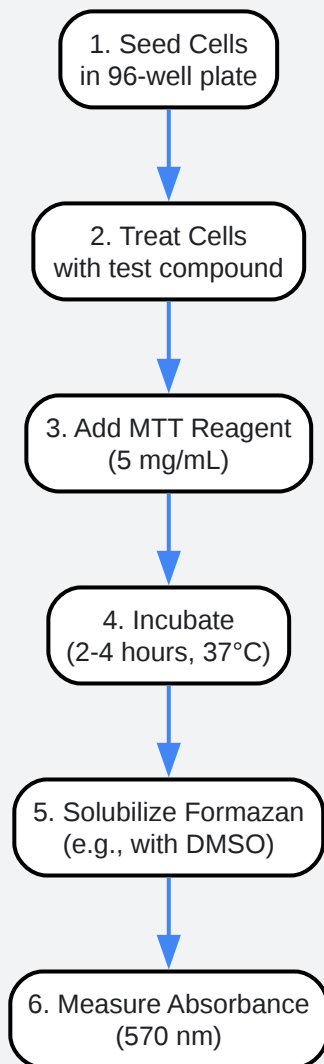 1. Seed Cells
in 96-well plate
2. Treat Cells
with test compound
3. Add MTT Reagent
(5 mg/mL)
4. Incubate
(2-4 hours, 37°C)
5. Solubilize Formazan
(e.g., with DMSO)
6. Measure Absorbance
(570 nm)